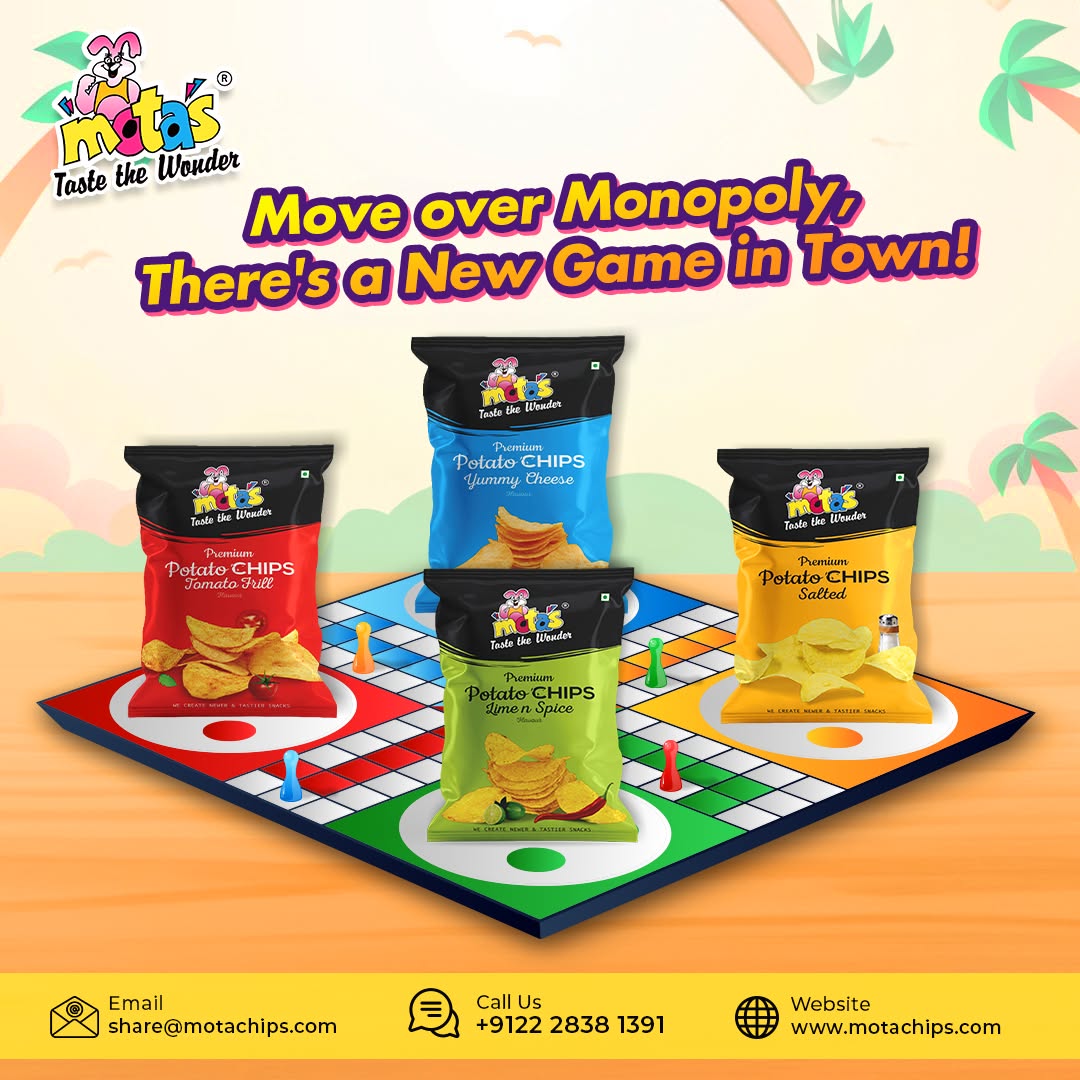 mota's ®
Taste the Wonder
Move over Monopoly,
There's a New Game in Town!
mota's ®
Taste the Wonder
Premium
Potato CHIPS
Yummy Cheese
Flavour
mota's ®
Taste the Wonder
Premium
Potato CHIPS
Tomato Frill
Flavour
WE CREATE NEWER & TASTIER SNACKS
mota's ®
Taste the Wonder
Premium
Potato CHIPS
Salted
WE CREATE NEWER & TASTIER SNACKS
mota's ®
Taste the Wonder
Premium
Potato CHIPS
Lime n Spice
Flavour
WE CREATE NEWER & TASTIER SNACKS
Email
share@motachips.com
Call Us
+9122 2838 1391
Website
www.motachips.com